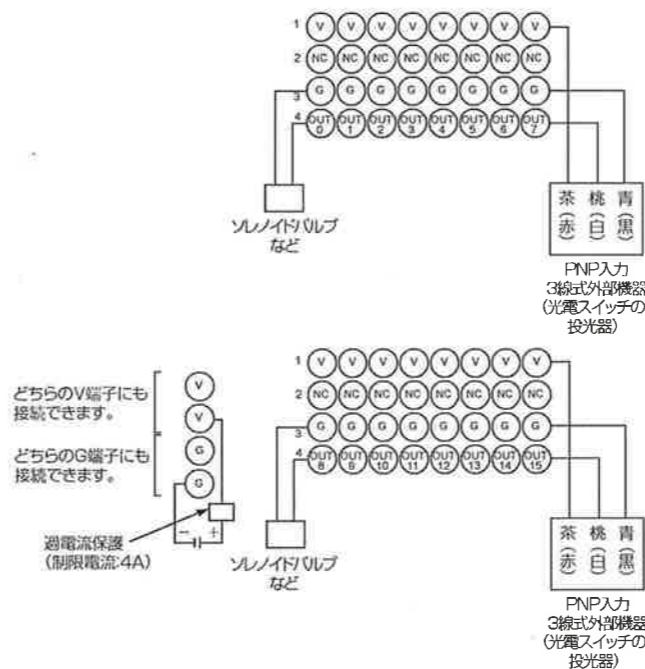 1 V V V V V V V V
2 NC NC NC NC NC NC NC NC
3 G G G G G G G G
4 OUT 0 OUT 1 OUT 2 OUT 3 OUT 4 OUT 5 OUT 6 OUT 7
ソレノイドバルブ
など
茶(赤) 桃(白) 青(黒)
PNP入力
3線式外部機器
(光電スイッチの
投光器)
どちらのV端子にも
接続できます。
どちらのG端子にも
接続できます。
V
V
G
G
- +
過電流保護
(制限電流:4A)
1 V V V V V V V V
2 NC NC NC NC NC NC NC NC
3 G G G G G G G G
4 OUT 8 OUT 9 OUT 10 OUT 11 OUT 12 OUT 13 OUT 14 OUT 15
ソレノイドバルブ
など
茶(赤) 桃(白) 青(黒)
PNP入力
3線式外部機器
(光電スイッチの
投光器)